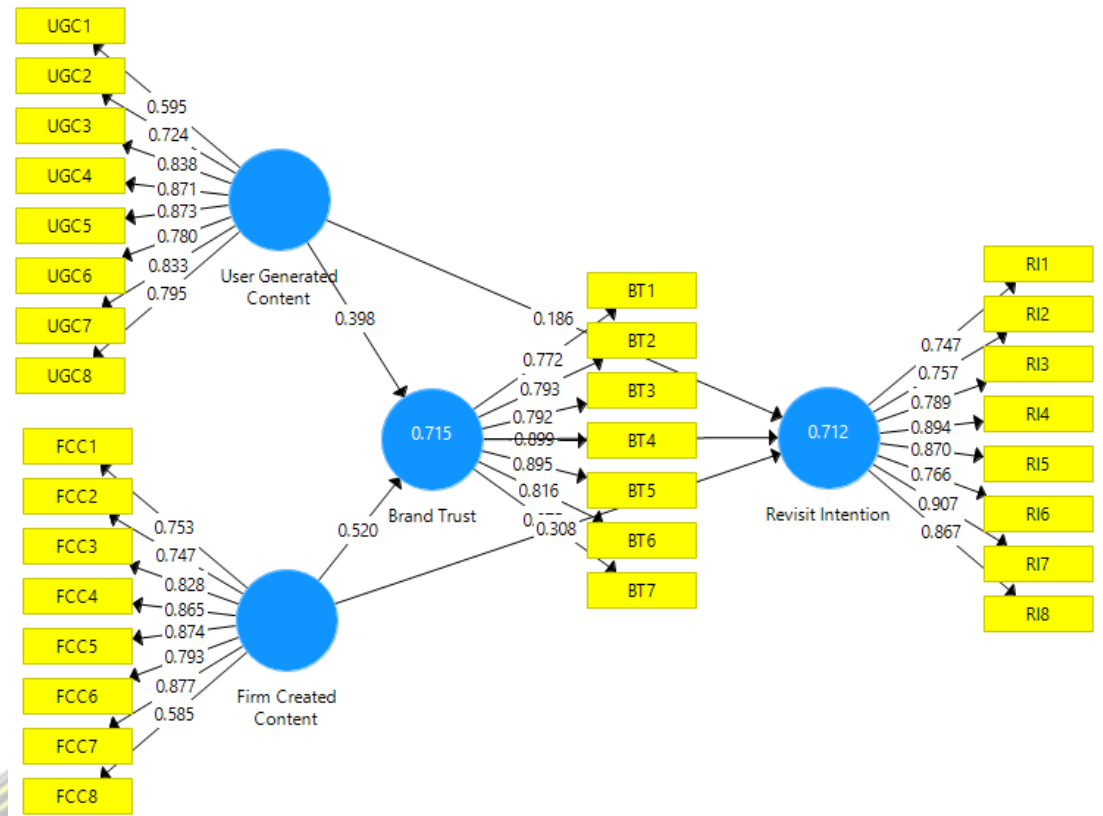 UGC1
UGC2
UGC3
UGC4
UGC5
UGC6
UGC7
UGC8
0.595
0.724
0.838
0.871
0.873
0.780
0.833
0.795
User Generated
Content
0.398
0.186
FCC1
FCC2
FCC3
FCC4
FCC5
FCC6
FCC7
FCC8
0.753
0.747
0.828
0.865
0.874
0.793
0.877
0.585
Firm Created
Content
0.520
0.308
0.715
Brand Trust
0.772
0.793
0.792
0.899
0.895
0.816
BT1
BT2
BT3
BT4
BT5
BT6
BT7
0.712
Revisit Intention
0.747
0.757
0.789
0.894
0.870
0.766
0.907
0.867
RI1
RI2
RI3
RI4
RI5
RI6
RI7
RI8